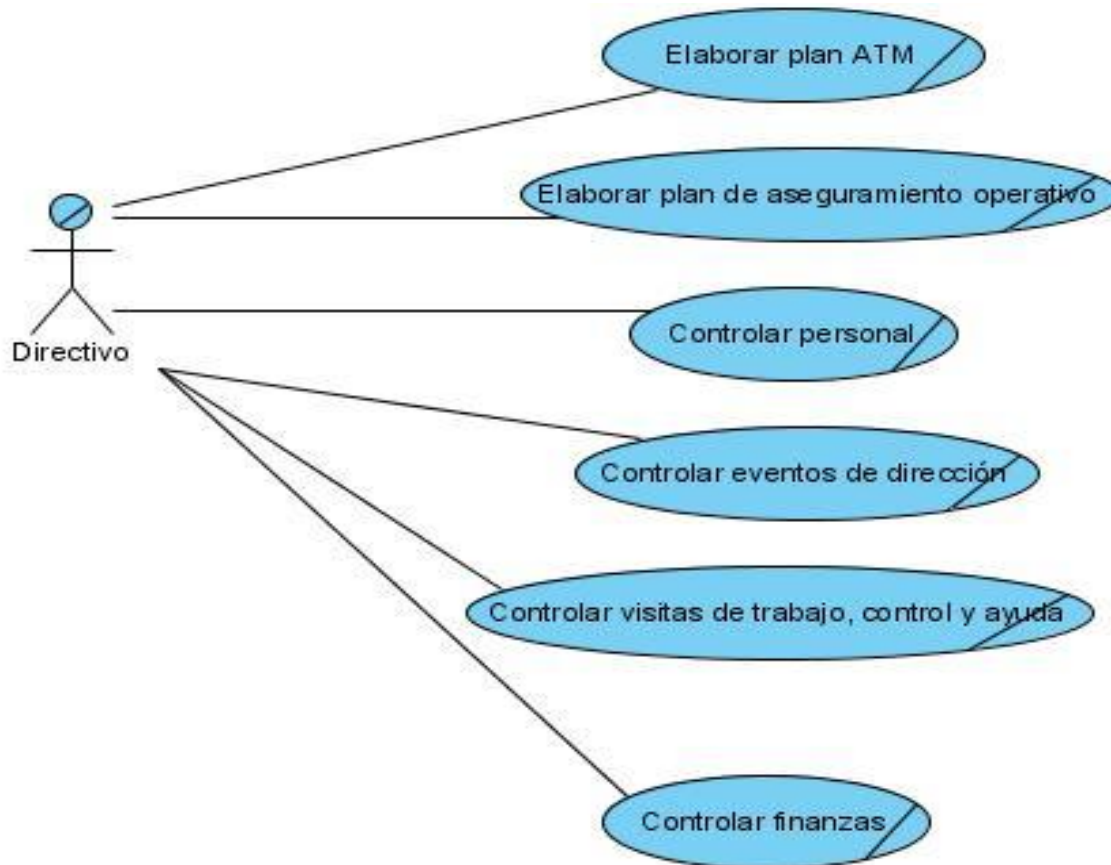 Elaborar plan ATM
Elaborar plan de aseguramiento operativo
Controlar personal
Directivo
Controlar eventos de dirección
Controlar visitas de trabajo, control y ayuda
Controlar finanzas